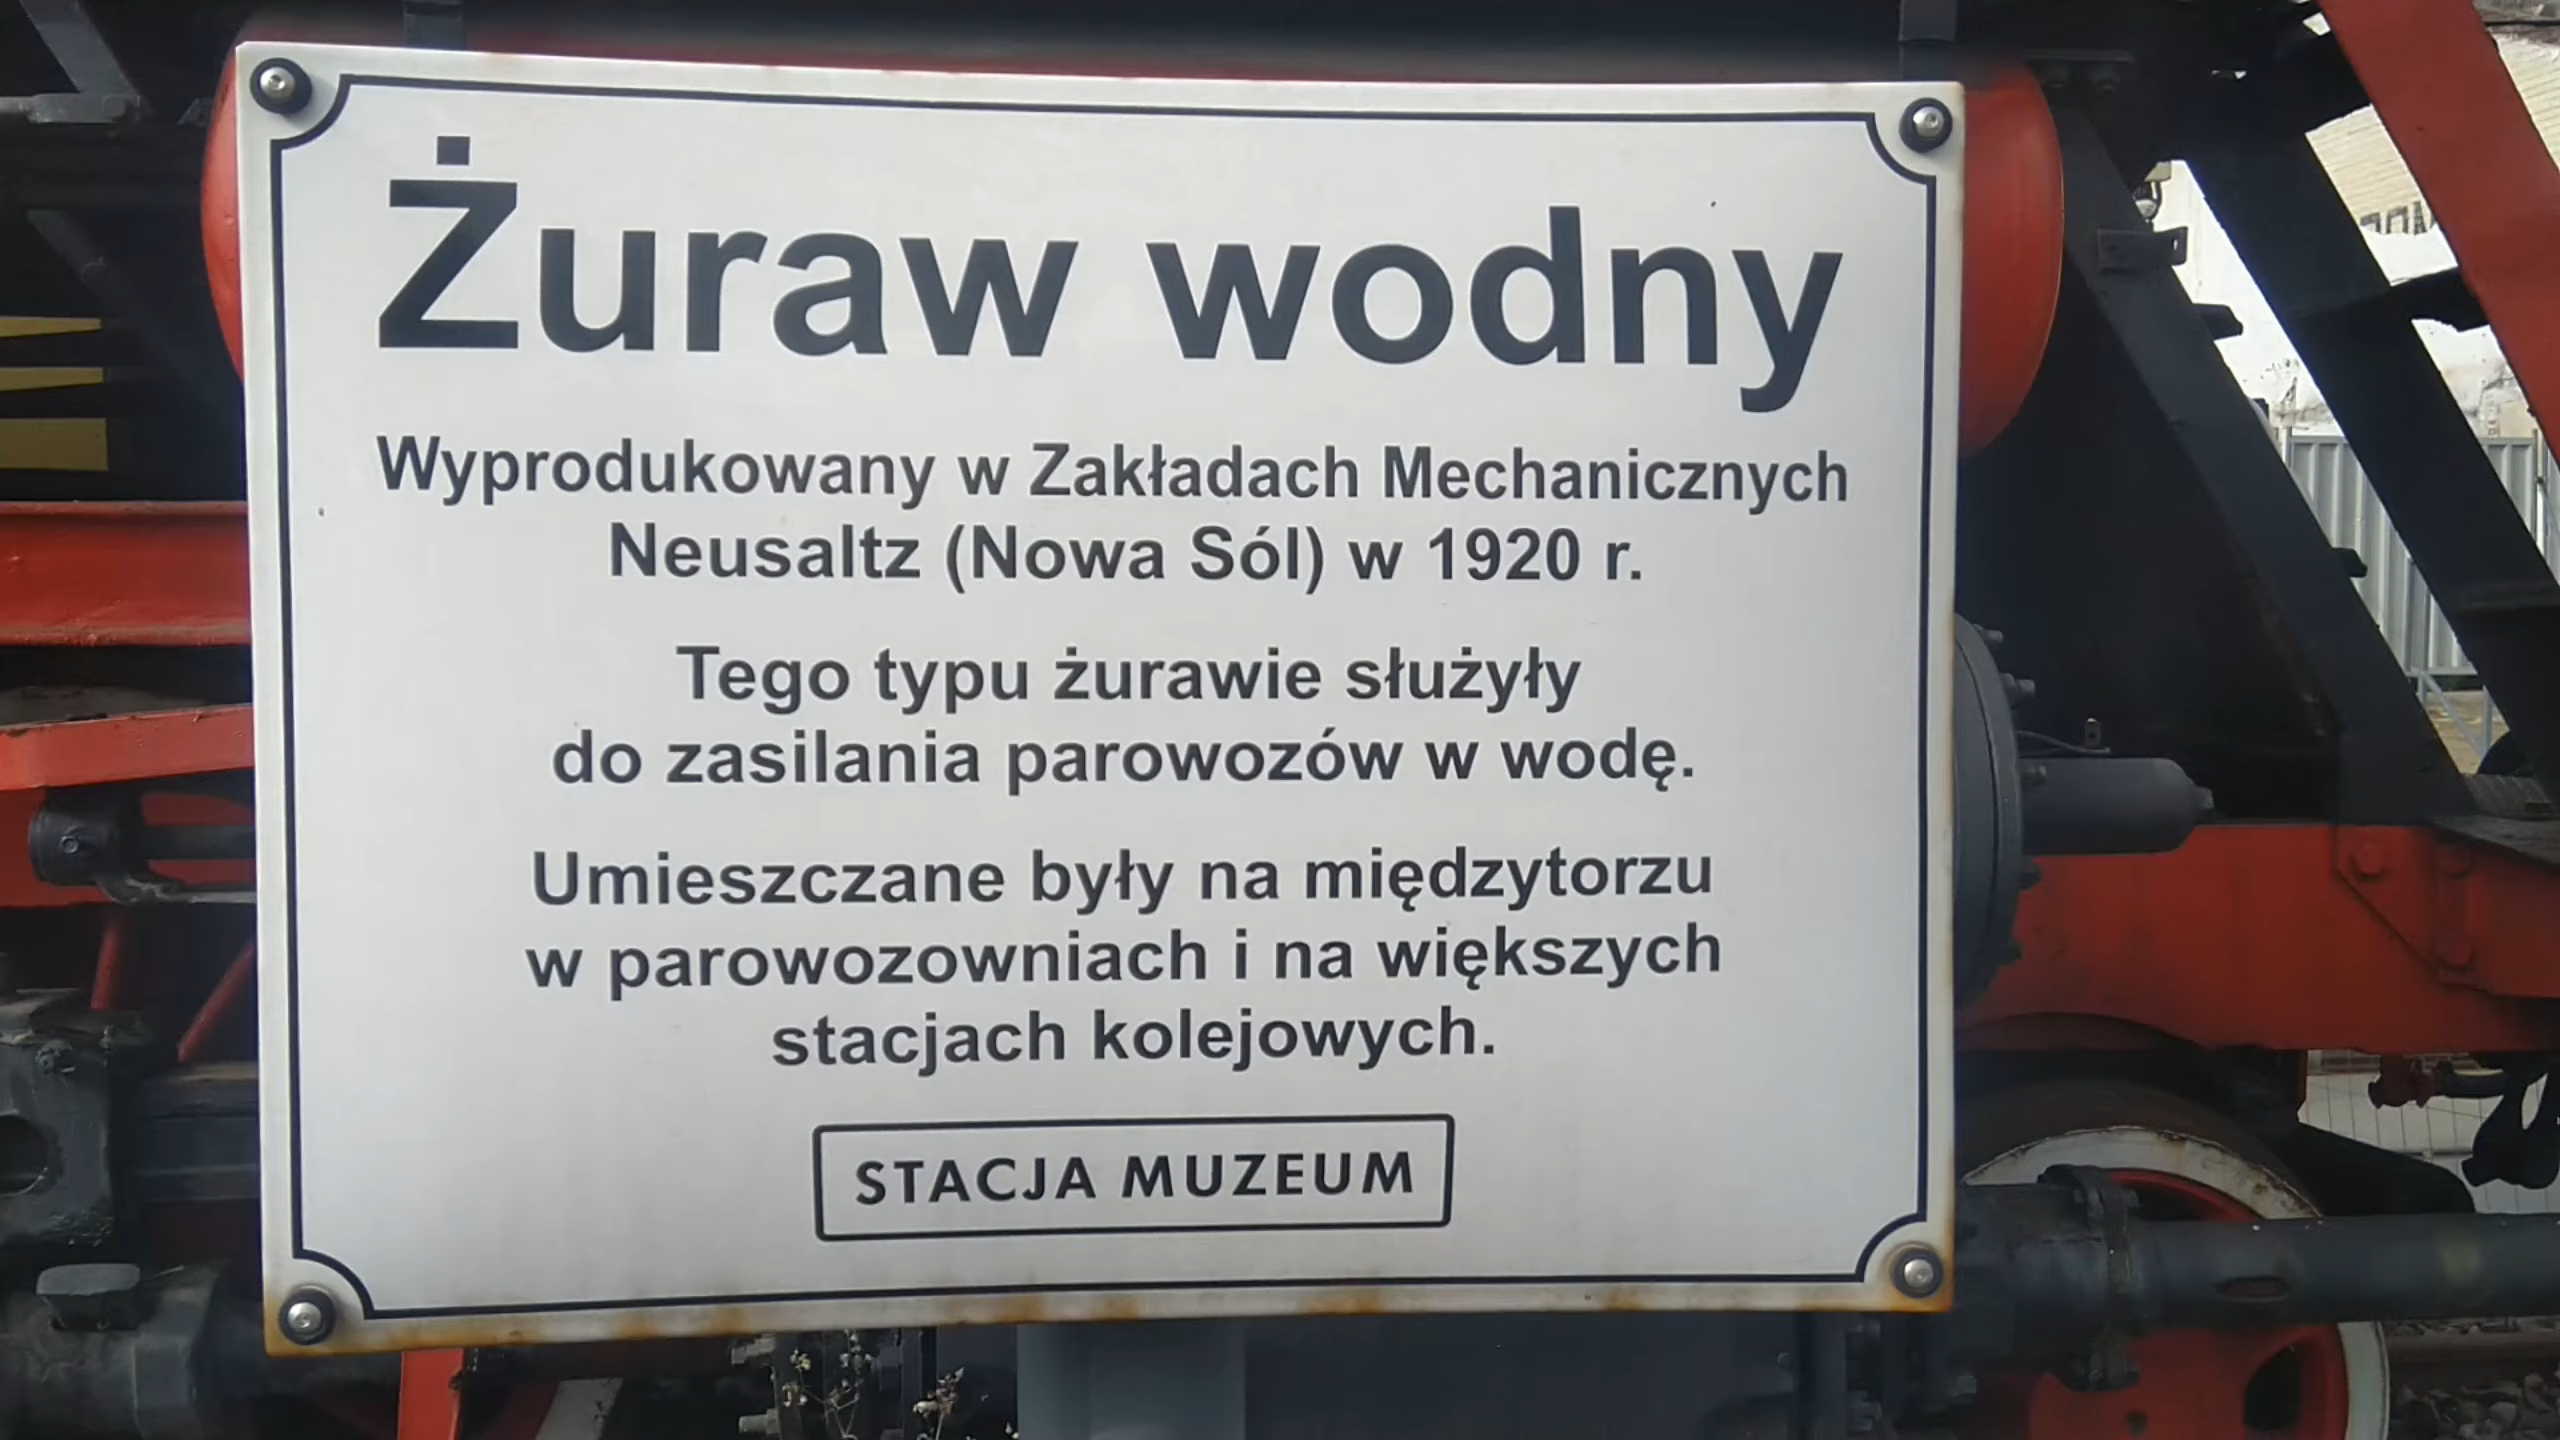 Żuraw wodny
Wyprodukowany w Zakładach Mechanicznych
Neusaltz (Nowa Sól) w 1920 r.
Tego typu żurawie służyły
do zasilania parowozów w wodę.
Umieszczane były na międzytorzu
w parowozowniach i na większych
stacjach kolejowych.
STACJA MUZEUM